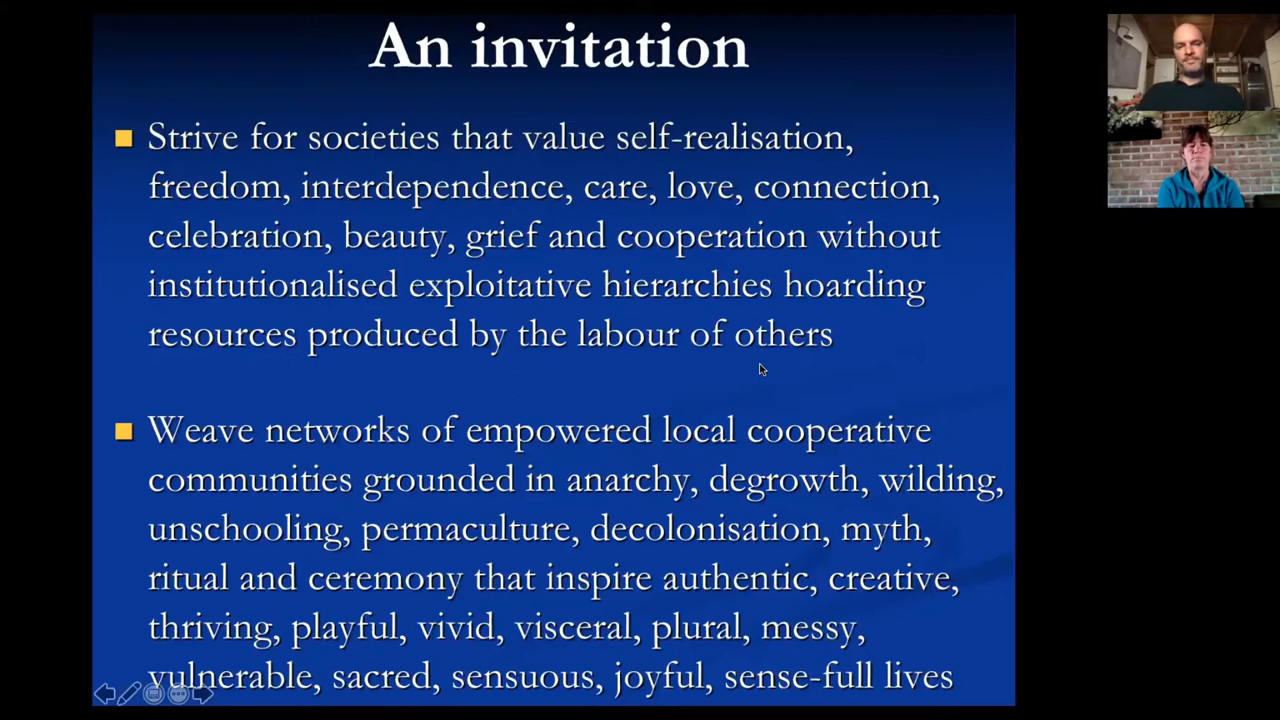 An invitation
Strive for societies that value self-realisation,
freedom, interdependence, care, love, connection,
celebration, beauty, grief and cooperation without
institutionalised exploitative hierarchies hoarding
resources produced by the labour of others
Weave networks of empowered local cooperative
communities grounded in anarchy, degrowth, wilding,
unschooling, permaculture, decolonisation, myth,
ritual and ceremony that inspire authentic, creative,
thriving, playful, vivid, visceral, plural, messy,
vulnerable, sacred, sensuous, joyful, sense-full lives